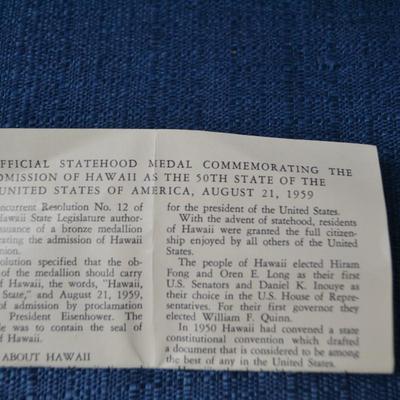 OFFICIAL STATEHOOD MEDAL COMMEMORATING THE
ADMISSION OF HAWAII AS THE 50TH STATE OF THE
UNITED STATES OF AMERICA, AUGUST 21, 1959
ncurrent Resolution No. 12 of
Hawaii State Legislature author-
ssuance of a bronze medallion
rating the admission of Hawaii
nion.
solution specified that the ob-
of the medallion should carry
of Hawaii, the words, "Hawaii,
State," and August 21, 1959,
of admission by proclamation
President Eisenhower. The
le was to contain the seal of
f Hawaii.
ABOUT HAWAII
for the president of the United States.
With the advent of statehood, residents
of Hawaii were granted the full citizen-
ship enjoyed by all others of the United
States.
The people of Hawaii elected Hiram
Fong and Oren E. Long as their first
U.S. Senators and Daniel K. Inouye as
their choice in the U.S. House of Repre-
sentatives. For their first governor they
elected William F. Quinn.
In 1950 Hawaii had convened a state
constitutional convention which drafted
a document that is considered to be among
the best of any in the United States.